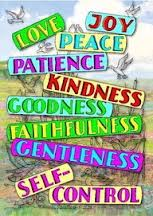 LOVE
JOY
PEACE
PATIENCE
KINDNESS
GOODNESS
FAITHFULNESS
GENTLENESS
SELF-
CONTROL